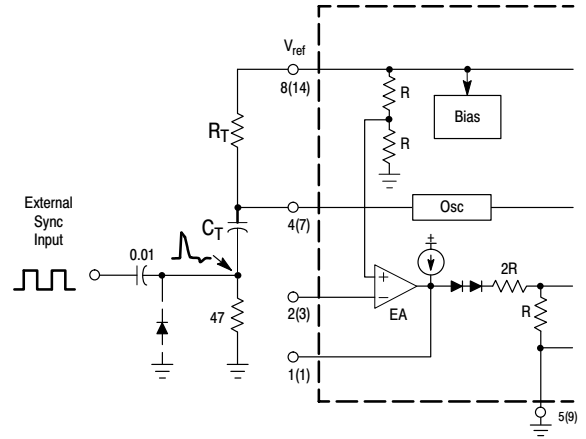 Vref
8(14)
R
Bias
RT
R
External
Sync
Input
CT
4(7)
Osc
0.01
+
2R
+
−
EA
R
47
2(3)
1(1)
5(9)